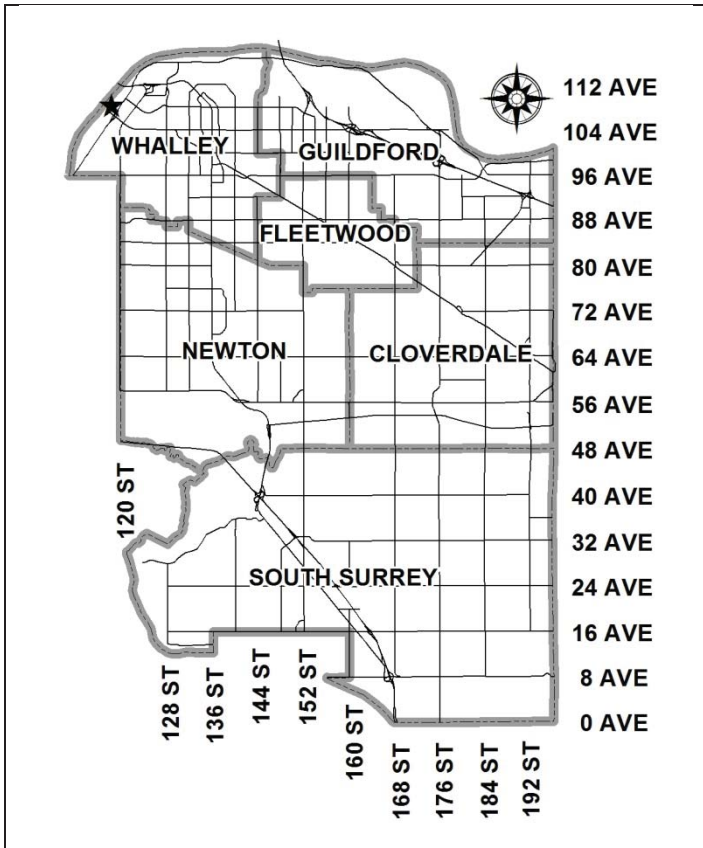 112 AVE
104 AVE
WHALLEY
GUILDFORD
96 AVE
88 AVE
FLEETWOOD
80 AVE
72 AVE
NEWTON
CLOVERDALE
64 AVE
56 AVE
48 AVE
120 ST
40 AVE
32 AVE
SOUTH SURREY
24 AVE
16 AVE
128 ST
136 ST
144 ST
152 ST
160 ST
168 ST
176 ST
184 ST
192 ST
8 AVE
0 AVE